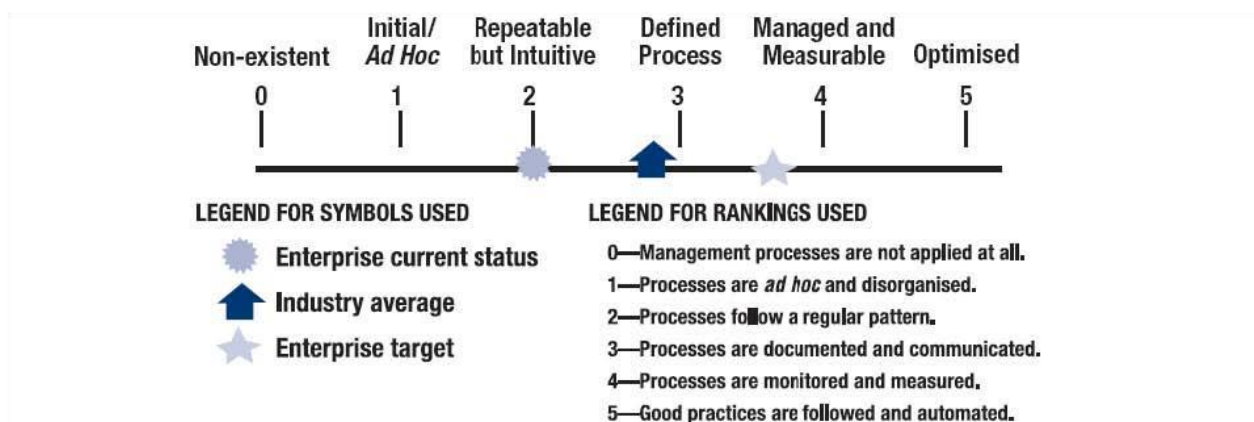 Non-existent
Initial/
Ad Hoc
Repeatable
but Intuitive
Defined
Process
Managed and
Measurable
Optimised
0 1 2 3 4 5
LEGEND FOR SYMBOLS USED
Enterprise current status
Industry average
Enterprise target
LEGEND FOR RANKINGS USED
0—Management processes are not applied at all.
1—Processes are ad hoc and disorganised.
2—Processes follow a regular pattern.
3—Processes are documented and communicated.
4—Processes are monitored and measured.
5—Good practices are followed and automated.